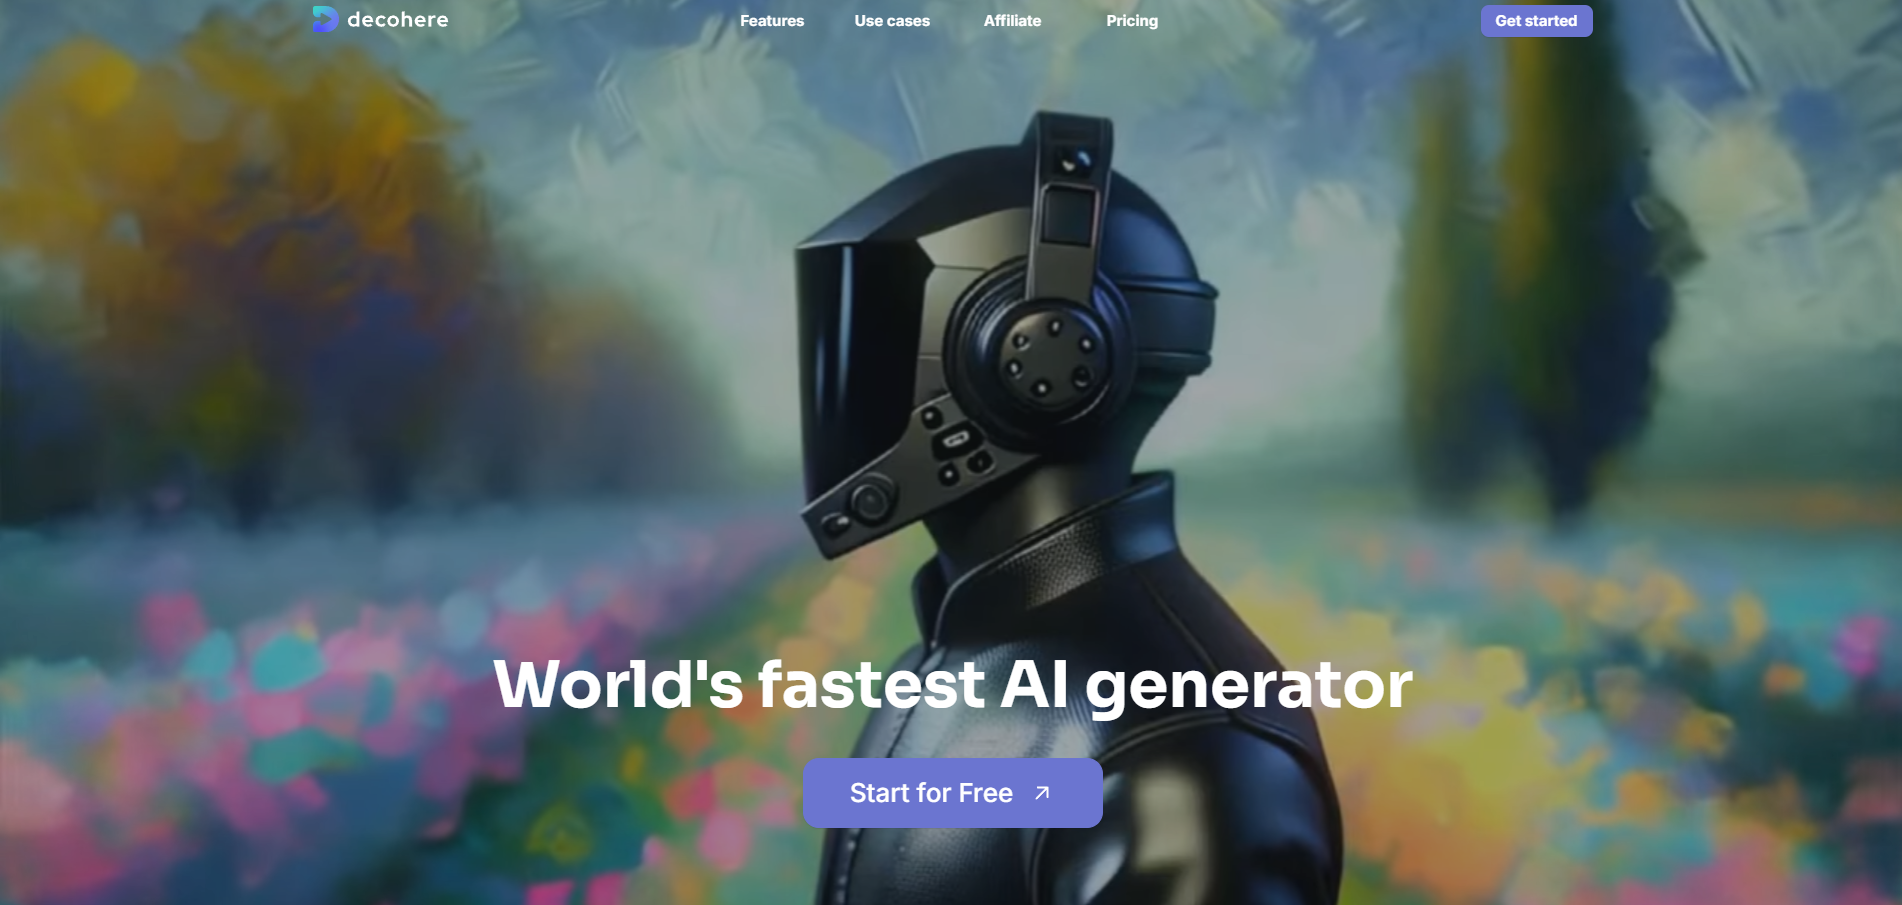 decohere
Features
Use cases
Affiliate
Pricing
Get started
World's fastest AI generator
Start for Free